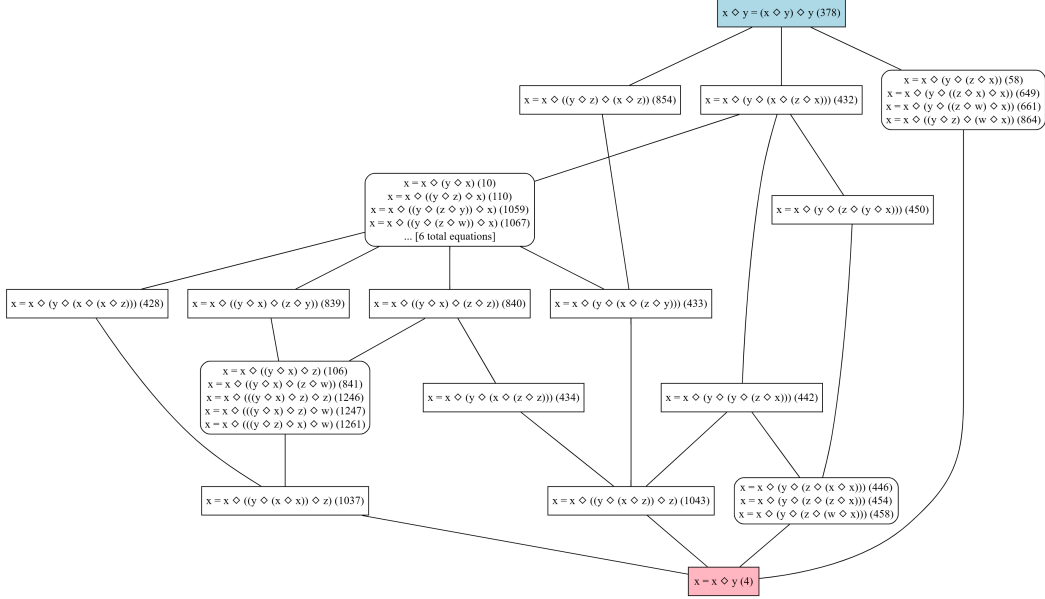 x ◇ y = (x ◇ y) ◇ y (378)
x = x ◇ ((y ◇ z) ◇ (x ◇ z)) (854)
x = x ◇ (y ◇ (x ◇ (z ◇ x))) (432)
x = x ◇ (y ◇ (z ◇ x)) (58)
x = x ◇ (y ◇ ((z ◇ x) ◇ x)) (649)
x = x ◇ (y ◇ ((z ◇ w) ◇ x)) (661)
x = x ◇ ((y ◇ z) ◇ (w ◇ x)) (864)
x = x ◇ (y ◇ x) (10)
x = x ◇ ((y ◇ z) ◇ x) (110)
x = x ◇ ((y ◇ (z ◇ y)) ◇ x) (1059)
x = x ◇ ((y ◇ (z ◇ w)) ◇ x) (1067)
... [6 total equations]
x = x ◇ (y ◇ (z ◇ (y ◇ x))) (450)
x = x ◇ (y ◇ (x ◇ (x ◇ z))) (428)
x = x ◇ ((y ◇ x) ◇ (z ◇ y)) (839)
x = x ◇ ((y ◇ x) ◇ (z ◇ z)) (840)
x = x ◇ (y ◇ (x ◇ (z ◇ y))) (433)
x = x ◇ ((y ◇ x) ◇ z) (106)
x = x ◇ ((y ◇ x) ◇ (z ◇ w)) (841)
x = x ◇ (((y ◇ x) ◇ z) ◇ z) (1246)
x = x ◇ (((y ◇ x) ◇ z) ◇ w) (1247)
x = x ◇ (((y ◇ z) ◇ x) ◇ w) (1261)
x = x ◇ (y ◇ (x ◇ (z ◇ z))) (434)
x = x ◇ (y ◇ (y ◇ (z ◇ x))) (442)
x = x ◇ ((y ◇ (x ◇ x)) ◇ z) (1037)
x = x ◇ ((y ◇ (x ◇ z)) ◇ z) (1043)
x = x ◇ (y ◇ (z ◇ (x ◇ x))) (446)
x = x ◇ (y ◇ (z ◇ (z ◇ x))) (454)
x = x ◇ (y ◇ (z ◇ (w ◇ x))) (458)
x = x ◇ y (4)